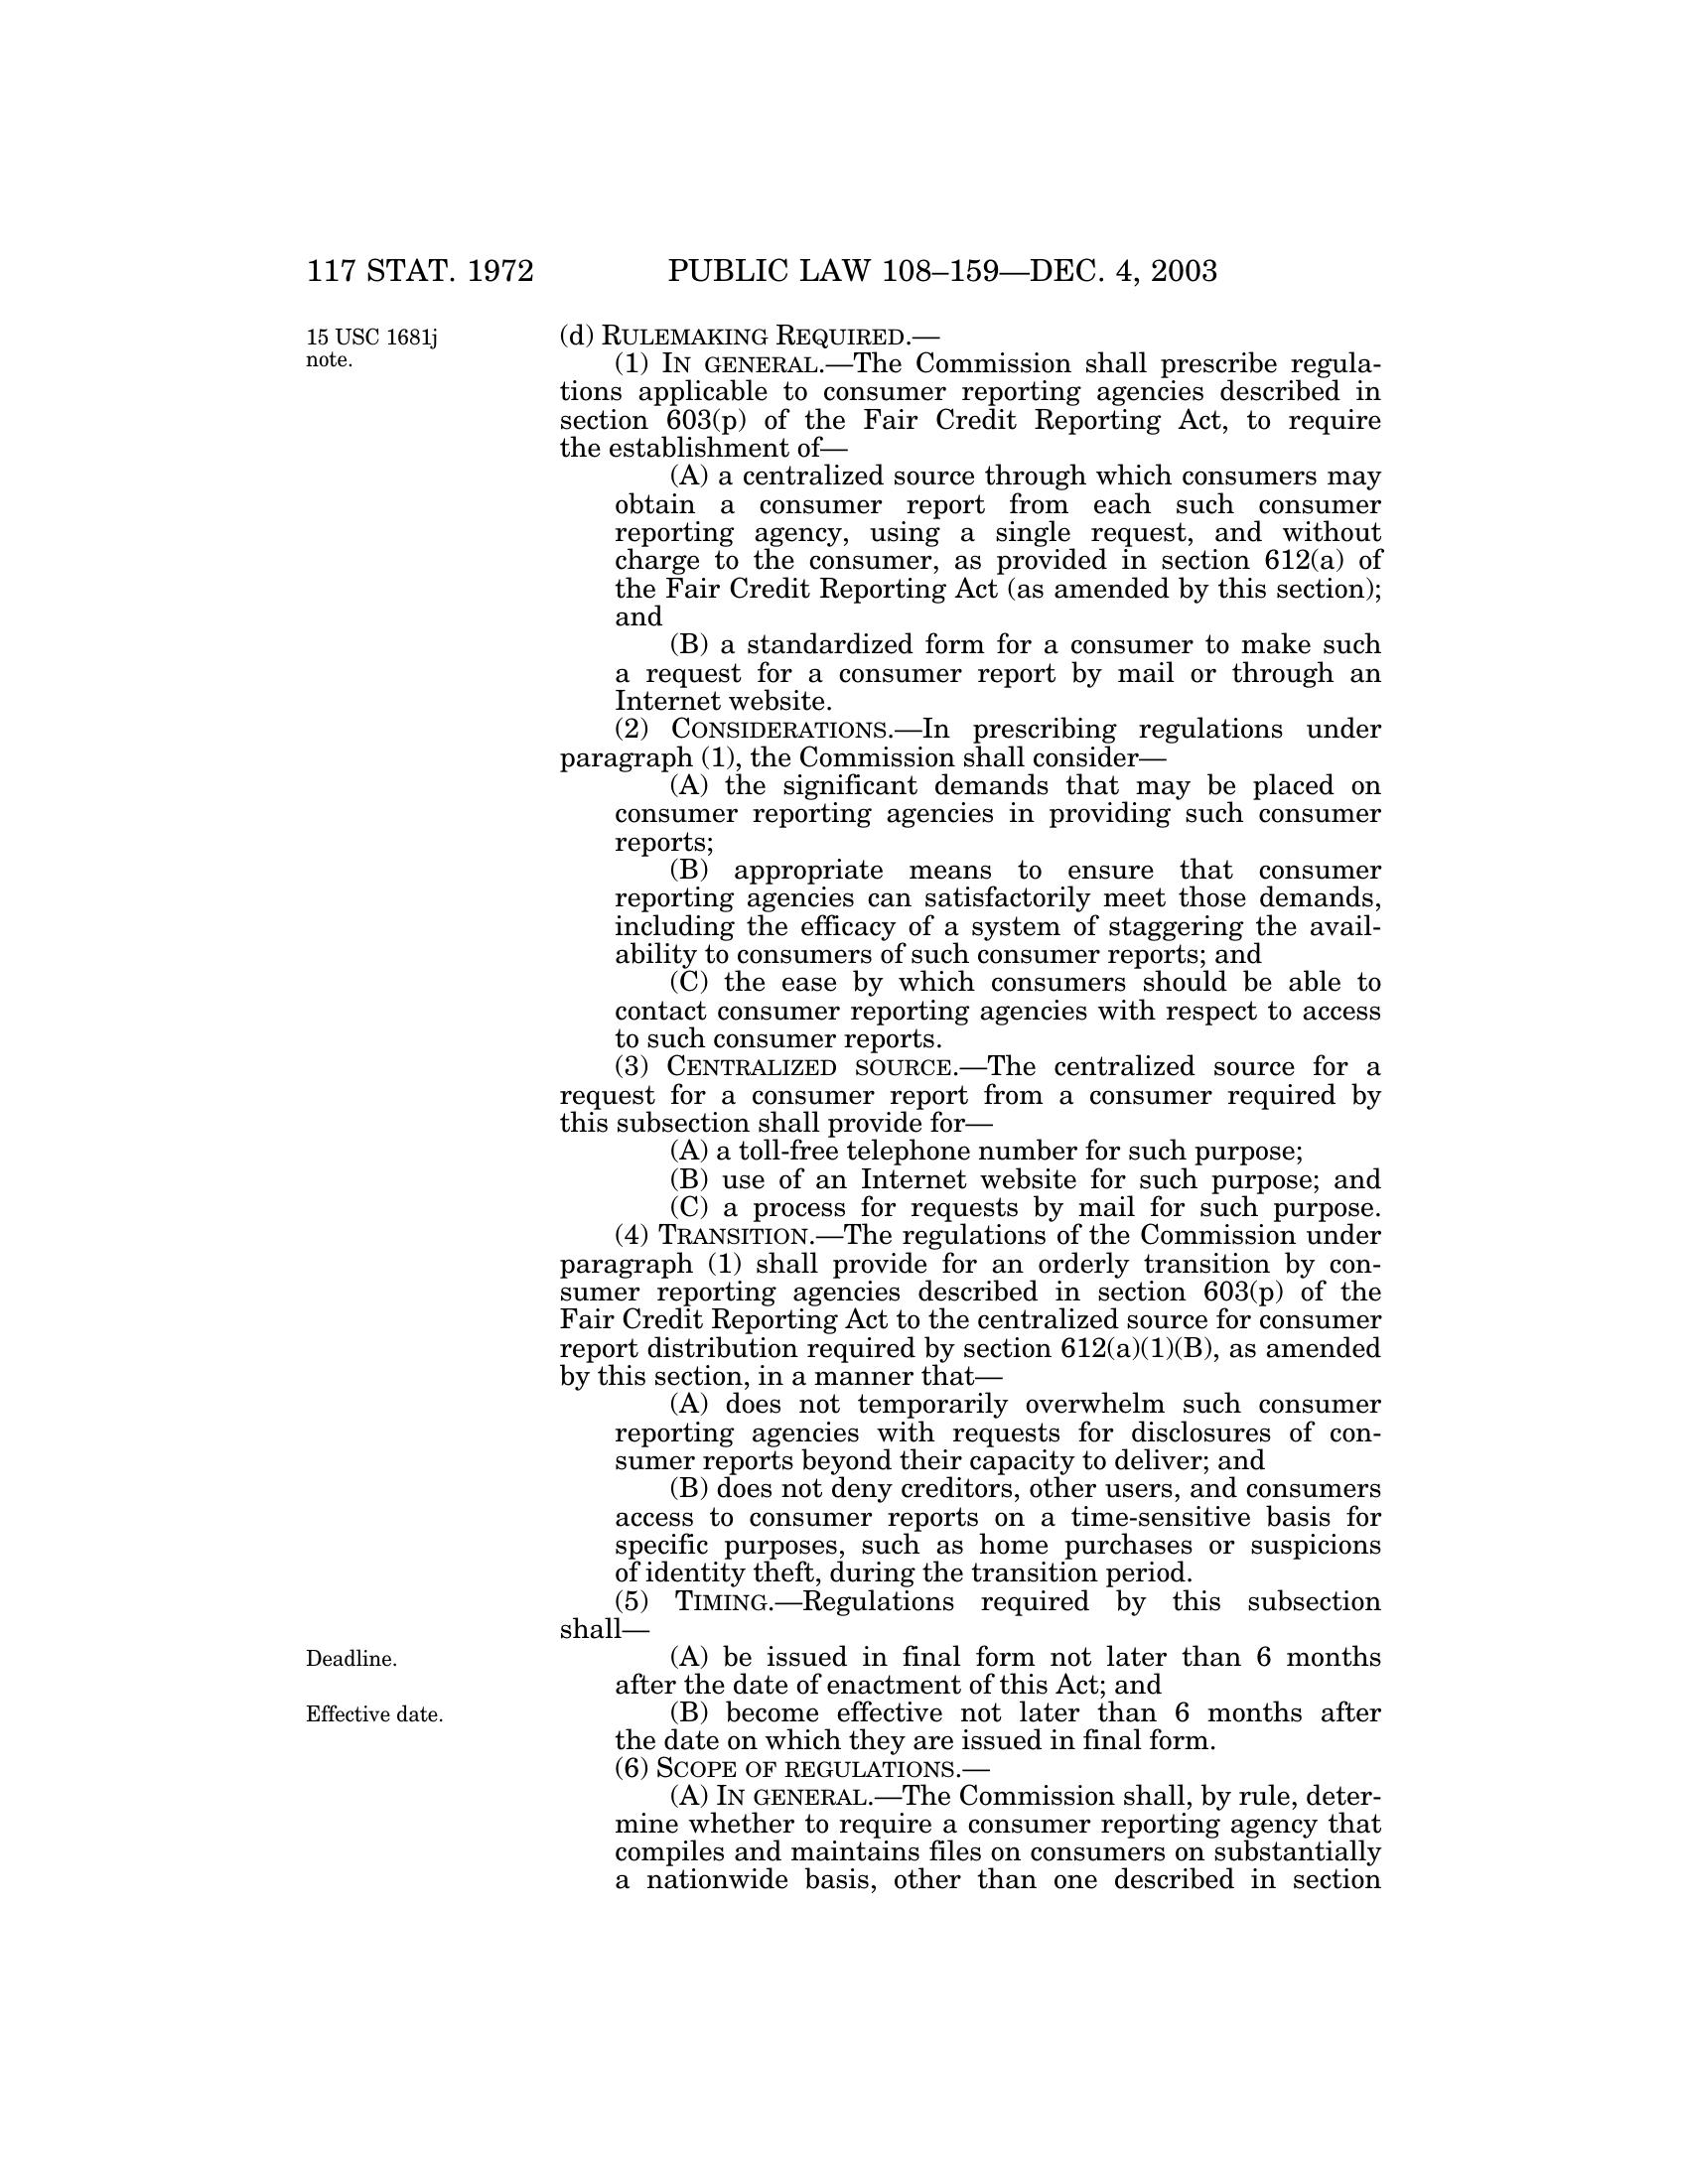 117 STAT. 1972 PUBLIC LAW 108–159—DEC. 4, 2003
15 USC 1681j
note.
(d) RULEMAKING REQUIRED.—
(1) IN GENERAL.—The Commission shall prescribe regula-
tions applicable to consumer reporting agencies described in
section 603(p) of the Fair Credit Reporting Act, to require
the establishment of—
(A) a centralized source through which consumers may
obtain a consumer report from each such consumer
reporting agency, using a single request, and without
charge to the consumer, as provided in section 612(a) of
the Fair Credit Reporting Act (as amended by this section);
and
(B) a standardized form for a consumer to make such
a request for a consumer report by mail or through an
Internet website.
(2) CONSIDERATIONS.—In prescribing regulations under
paragraph (1), the Commission shall consider—
(A) the significant demands that may be placed on
consumer reporting agencies in providing such consumer
reports;
(B) appropriate means to ensure that consumer
reporting agencies can satisfactorily meet those demands,
including the efficacy of a system of staggering the avail-
ability to consumers of such consumer reports; and
(C) the ease by which consumers should be able to
contact consumer reporting agencies with respect to access
to such consumer reports.
(3) CENTRALIZED SOURCE.—The centralized source for a
request for a consumer report from a consumer required by
this subsection shall provide for—
(A) a toll-free telephone number for such purpose;
(B) use of an Internet website for such purpose; and
(C) a process for requests by mail for such purpose.
(4) TRANSITION.—The regulations of the Commission under
paragraph (1) shall provide for an orderly transition by con-
sumer reporting agencies described in section 603(p) of the
Fair Credit Reporting Act to the centralized source for consumer
report distribution required by section 612(a)(1)(B), as amended
by this section, in a manner that—
(A) does not temporarily overwhelm such consumer
reporting agencies with requests for disclosures of con-
sumer reports beyond their capacity to deliver; and
(B) does not deny creditors, other users, and consumers
access to consumer reports on a time-sensitive basis for
specific purposes, such as home purchases or suspicions
of identity theft, during the transition period.
(5) TIMING.—Regulations required by this subsection
shall—
Deadline.
(A) be issued in final form not later than 6 months
after the date of enactment of this Act; and
Effective date.
(B) become effective not later than 6 months after
the date on which they are issued in final form.
(6) SCOPE OF REGULATIONS.—
(A) IN GENERAL.—The Commission shall, by rule, deter-
mine whether to require a consumer reporting agency that
compiles and maintains files on consumers on substantially
a nationwide basis, other than one described in section